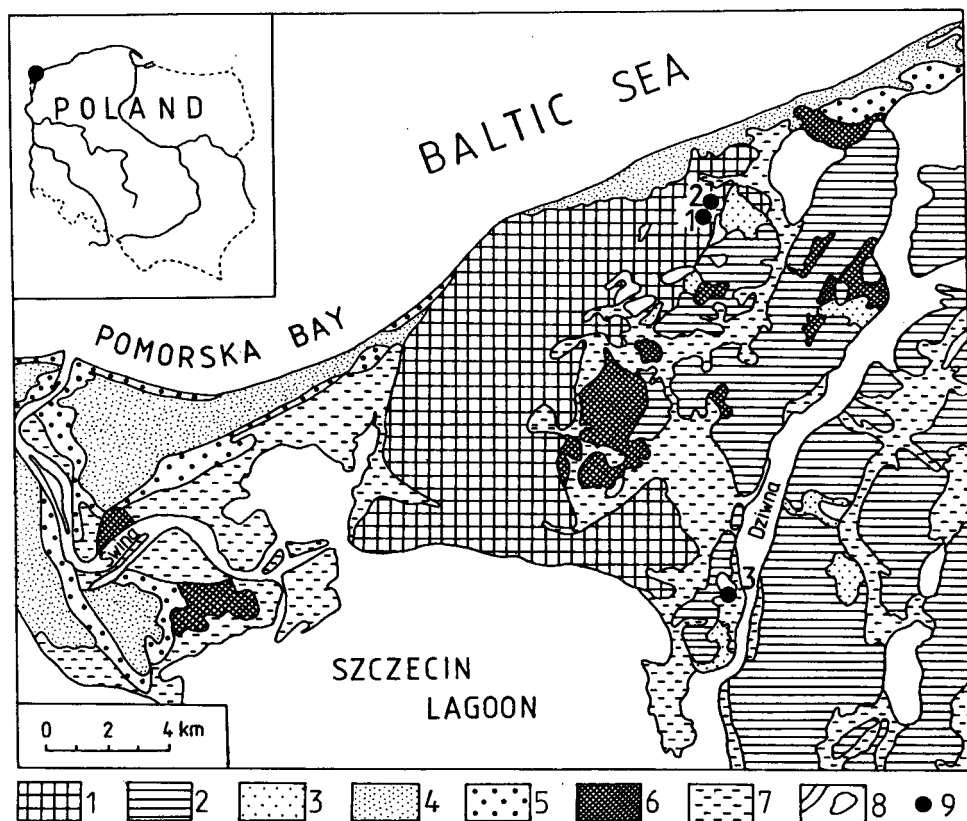 POLAND
BALTIC SEA
2
1
POMORSKA BAY
Dziwna
3
SZCZECIN
LAGOON
0 2 4 km
1 2 3 4 5 6 7 8 9